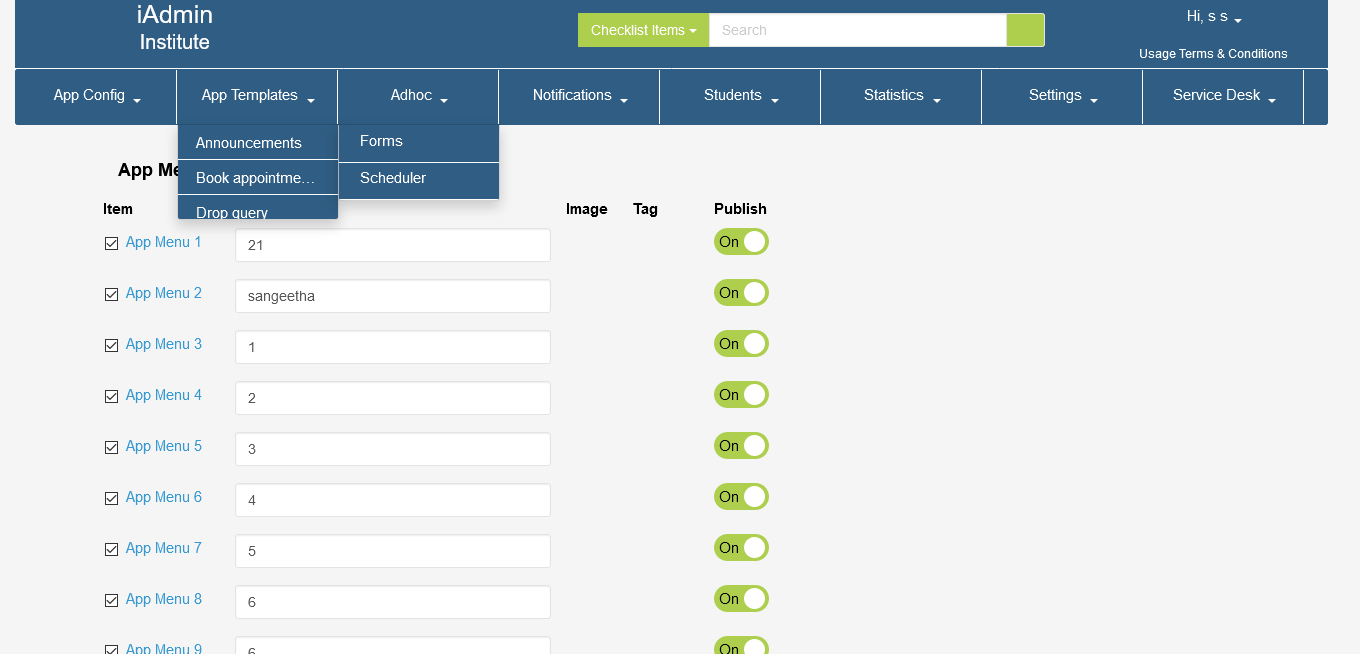 iAdmin
Institute
Checklist Items
Search
Hi, s s
Usage Terms & Conditions
App Config
App Templates
Adhoc
Notifications
Students
Statistics
Settings
Service Desk
Announcements
Book appointme...
Drop query
Forms
Scheduler
App Me
Item
Image
Tag
Publish
App Menu 1
21
On
App Menu 2
sangeetha
On
App Menu 3
1
On
App Menu 4
2
On
App Menu 5
3
On
App Menu 6
4
On
App Menu 7
5
On
App Menu 8
6
On
App Menu 9
6
On